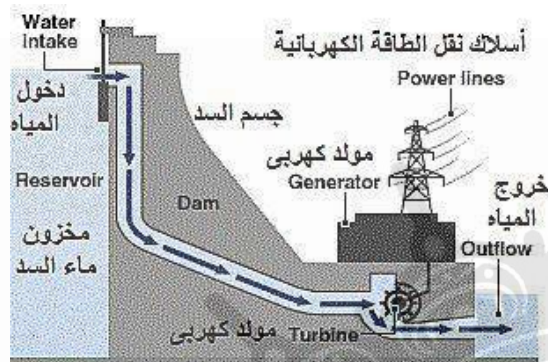 Water
Intake
دخول
المياه
أسلاك نقل الطاقة الكهربائية
Power lines
جسم السد
مولد كهربى
Generator
Reservoir
Dam
خروج
المياه
Outflow
مخزون
ماء السد
مولد كهربى
Turbine